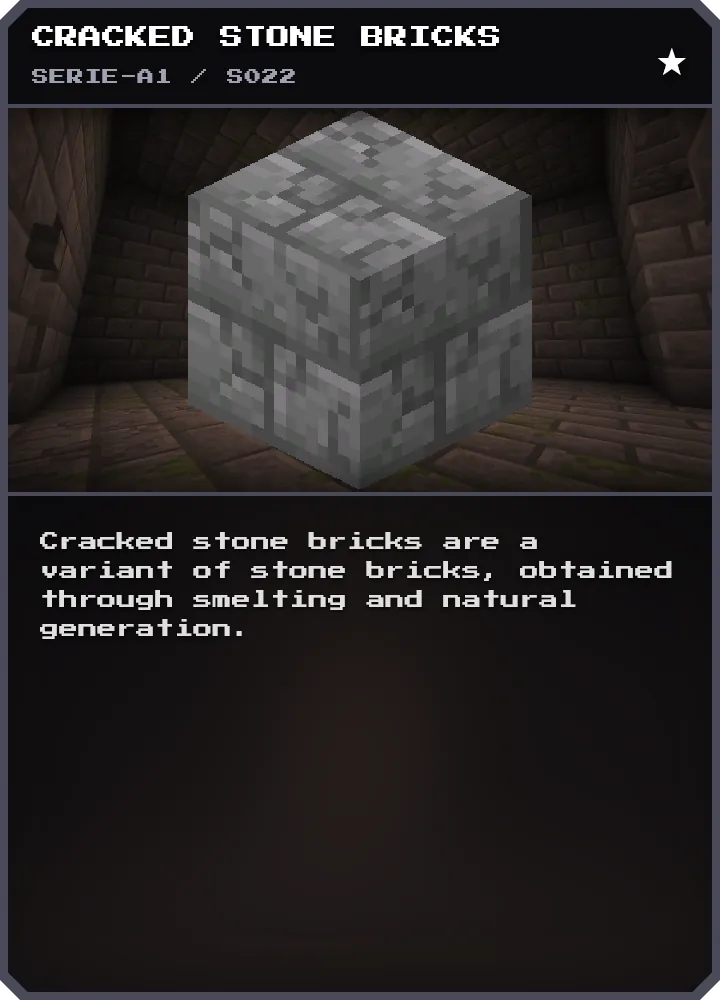 CRACKED STONE BRICKS
SERIE-A1 / S022
Cracked stone bricks are a
variant of stone bricks, obtained
through smelting and natural
generation.